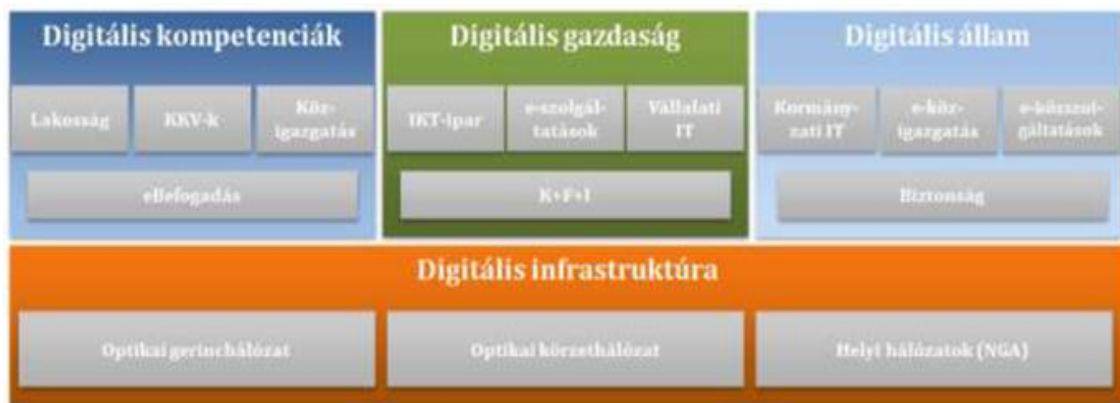 Digitális kompetenciák
Lakosság
KKV-k
Köz-
igazgatás
eBefogadás
Digitális gazdaság
IKT-ipar
e-szolgál-
tatások
Vállalati
IT
K+F+I
Digitális állam
Kormány-
zati IT
e-köz-
igazgatás
e-közszol-
gáltatások
Biztonság
Digitális infrastruktúra
Optikai gerinchálózat
Optikai körzethálózat
Helyi hálózatok (NGA)